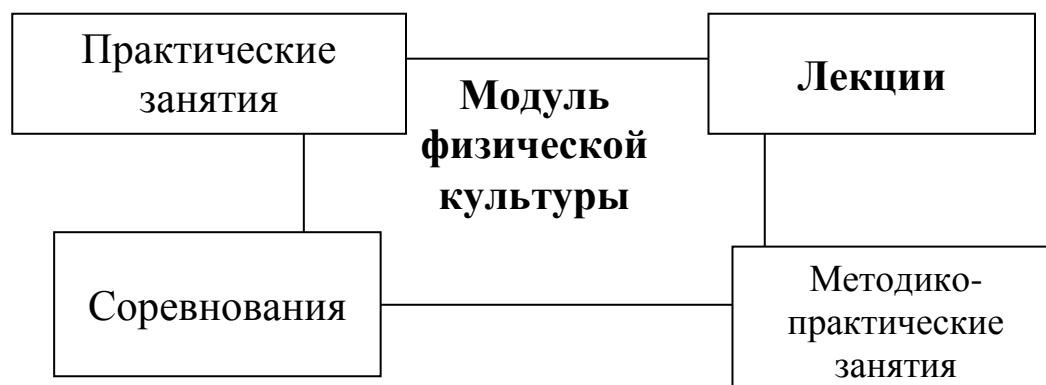 Практические
занятия
Модуль
физической
культуры
Лекции
Соревнования
Методико-
практические
занятия